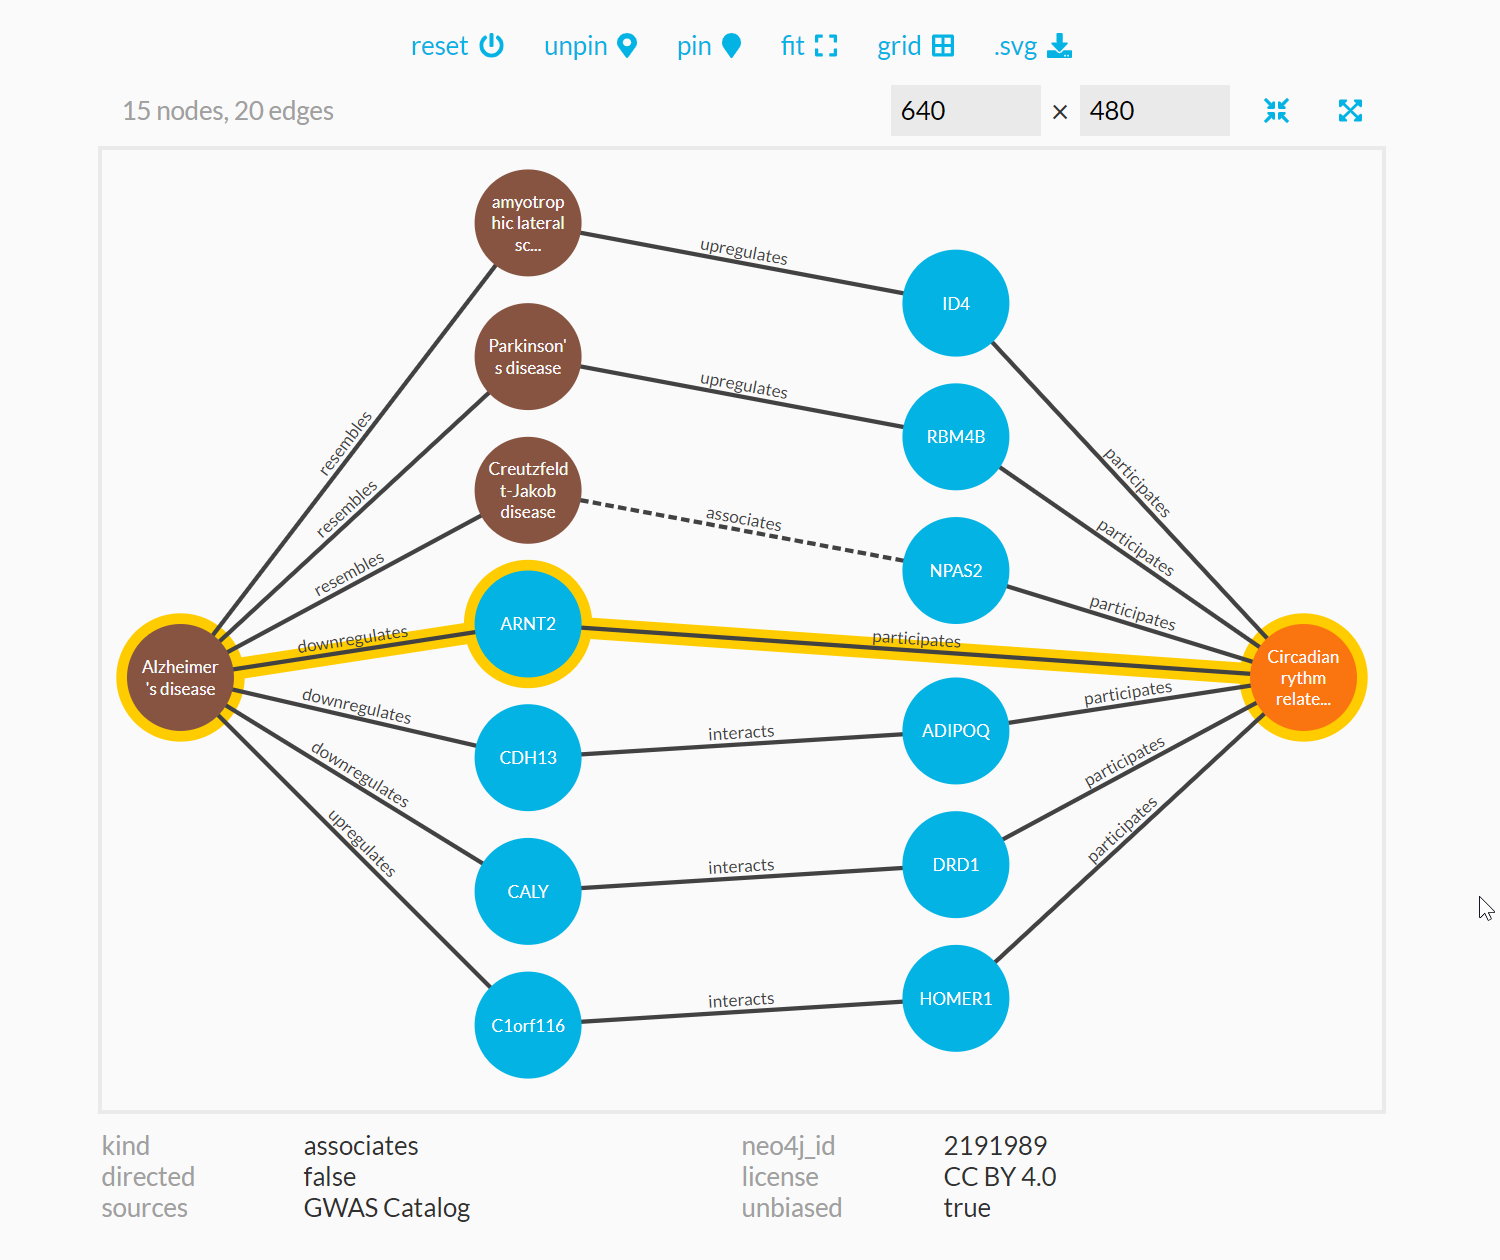 reset unpin pin fit grid .svg
15 nodes, 20 edges
640 × 480
amyotrop
hic lateral
sc...
upregulates
ID4
Parkinson'
s disease
upregulates
RBM4B
resembles
participates
Creutzfeld
t-Jakob
disease
associates
resembles
participates
NPAS2
resembles
participates
ARNT2
downregulates
participates
Alzheimer
's disease
Circadian
rythm
relate...
downregulates
participates
CDH13
interacts
ADIPOQ
downregulates
participates
upregulates
participates
CALY
interacts
DRD1
C1orf116
interacts
HOMER1
kind associates neo4j_id 2191989
directed false license CC BY 4.0
sources GWAS Catalog unbiased true